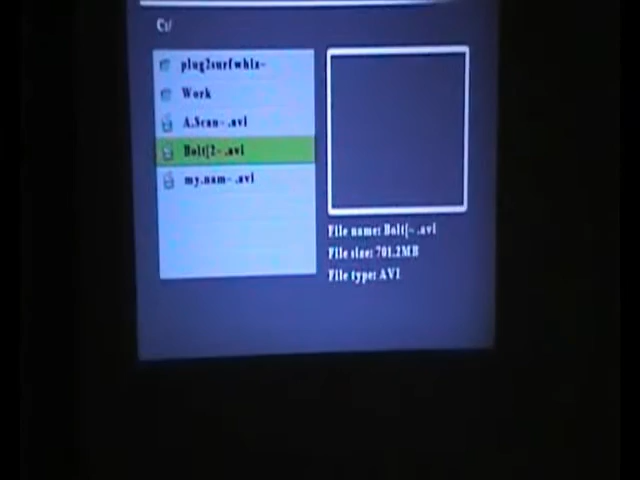 C:/
plug2surfwhla~
Work
A.Scan~.avi
Bolt[2~.avi
my.nam~.avi
File name: Bolt[~.avi
File size: 701.2MB
File type: AVI